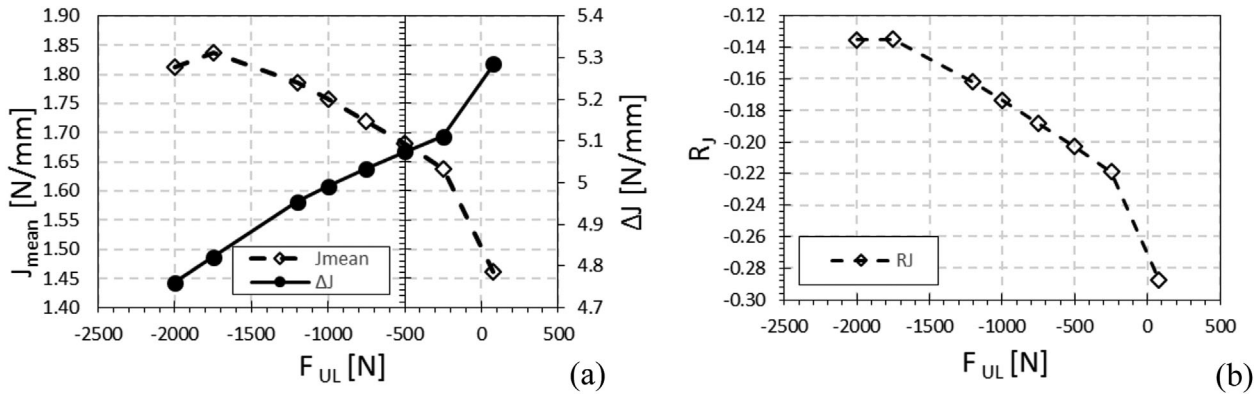 1.90
1.85
1.80
1.75
1.70
1.65
1.60
1.55
1.50
1.45
1.40
J mean [N/mm]
5.4
5.3
5.2
5.1
5
4.9
4.8
4.7
ΔJ [N/mm]
Jmean
ΔJ
-2500 -2000 -1500 -1000 -500 0 500
F UL [N]
(a)
-0.12
-0.14
-0.16
-0.18
-0.20
-0.22
-0.24
-0.26
-0.28
-0.30
RJ
RJ
-2500 -2000 -1500 -1000 -500 0 500
F UL [N]
(b)